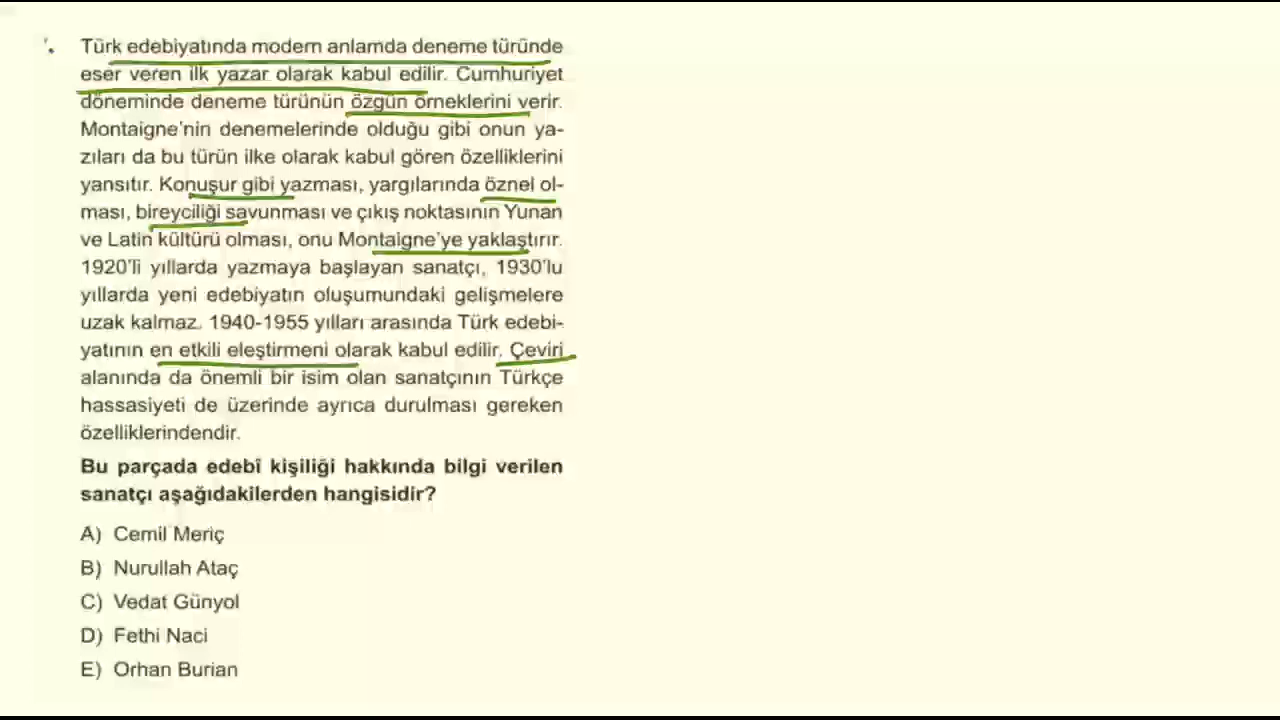 Türk edebiyatında modern anlamda deneme türünde
eser veren ilk yazar olarak kabul edilir. Cumhuriyet
döneminde deneme türünün özgün örneklerini verir.
Montaigne'nin denemelerinde olduğu gibi onun ya-
zıları da bu türün ilke olarak kabul gören özelliklerini
yansıtır. Konuşur gibi yazması, yargılarında öznel ol-
ması, bireyciliği savunması ve çıkış noktasının Yunan
ve Latin kültürü olması, onu Montaigne'ye yaklaştırır.
1920'li yıllarda yazmaya başlayan sanatçı, 1930'lu
yıllarda yeni edebiyatın oluşumundaki gelişmelere
uzak kalmaz. 1940-1955 yılları arasında Türk edebi-
yatının en etkili eleştirmeni olarak kabul edilir. Çeviri
alanında da önemli bir isim olan sanatçının Türkçe
hassasiyeti de üzerinde ayrıca durulması gereken
özelliklerindendir.
Bu parçada edebî kişiliği hakkında bilgi verilen
sanatçı aşağıdakilerden hangisidir?
A) Cemil Meriç
B) Nurullah Ataç
C) Vedat Günyol
D) Fethi Naci
E) Orhan Burian